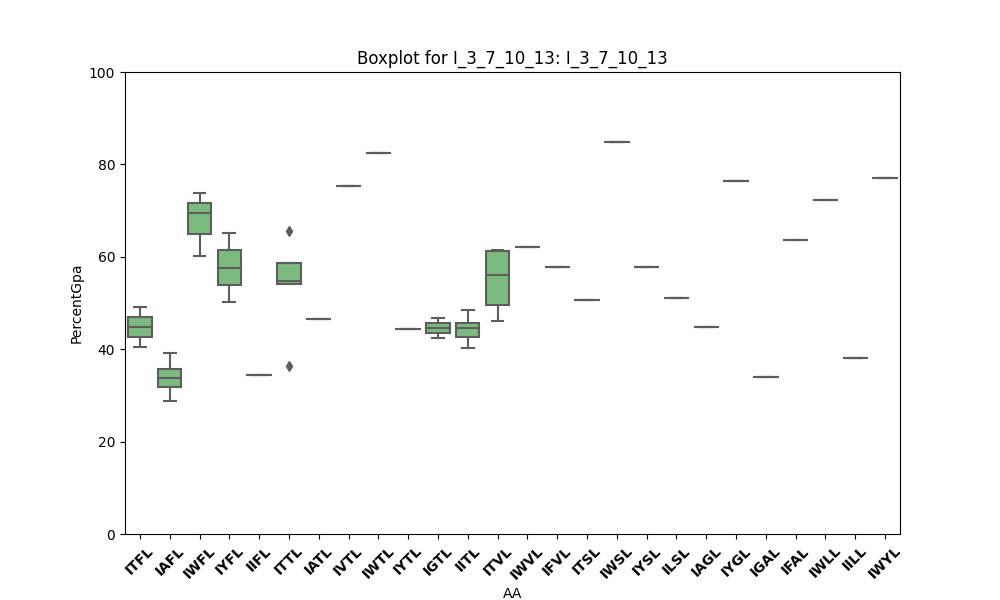 Boxplot for I_3_7_10_13: I_3_7_10_13
100
80
60
40
20
0
PercentGpa
ITFL IAFL IWFL IYFL IIFL ITTL IATL IVTL IWTL IYTL IGTL IITL ITVL IWVL IFVL ITSL IWSL IYSL ILSL IAGL IYGL IGAL IFAL IWLL IILL IWYL
AA